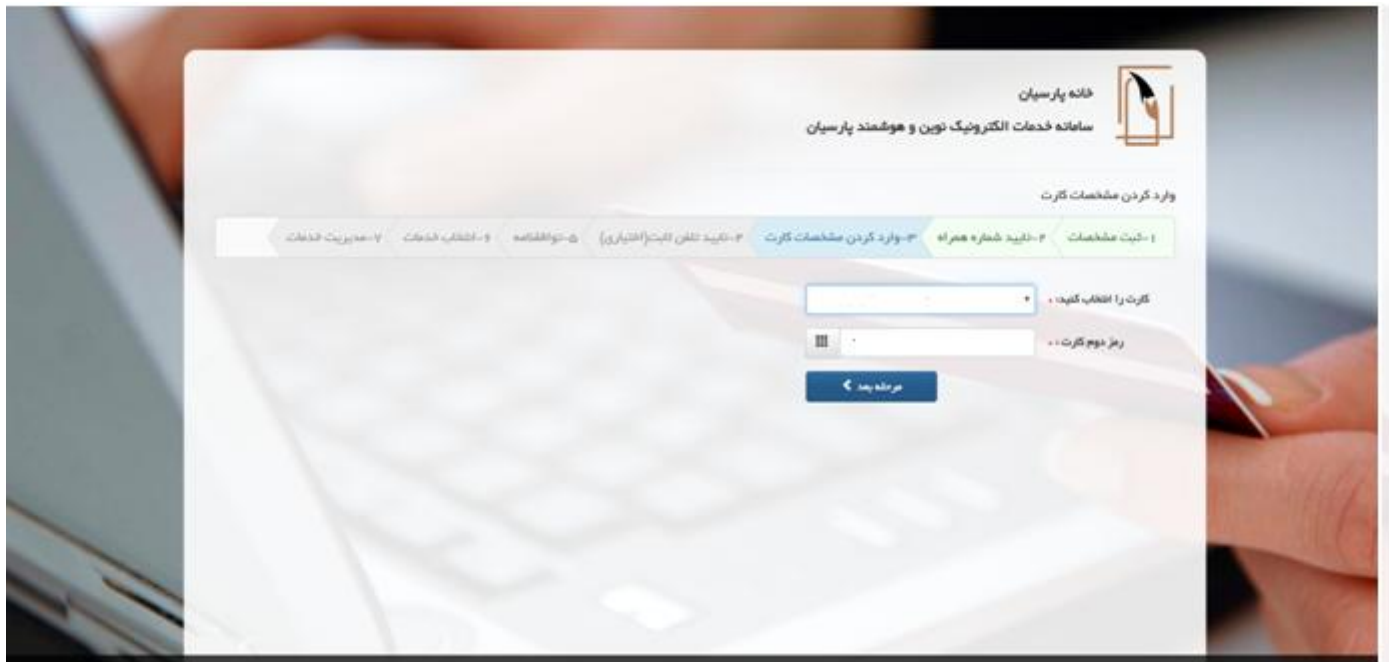 خانه پارسیان
سامانه خدمات الکترونیک نوین و هوشمند پارسیان
وارد کردن مشخصات کارت
۱-ثبت مشخصات ۲-تایید شماره همراه ۳-وارد کردن مشخصات کارت ۴-تایید تلفن ثابت(اختیاری) ۵-توافقنامه ۶-انتخاب خدمات ۷-مدیریت خدمات
کارت را انتخاب کنید: *
رمز دوم کارت : *
مرحله بعد